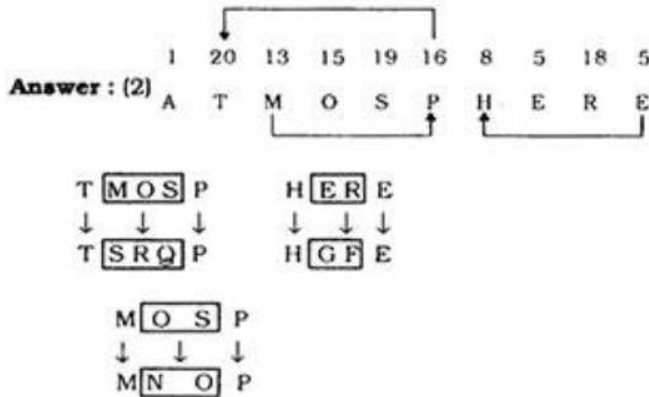 1 20 13 15 19 16 8 5 18 5
Answer : (2) A T M O S P H E R E
T M O S P H E R E
T S R Q P H G F E
M O S P
M N O P